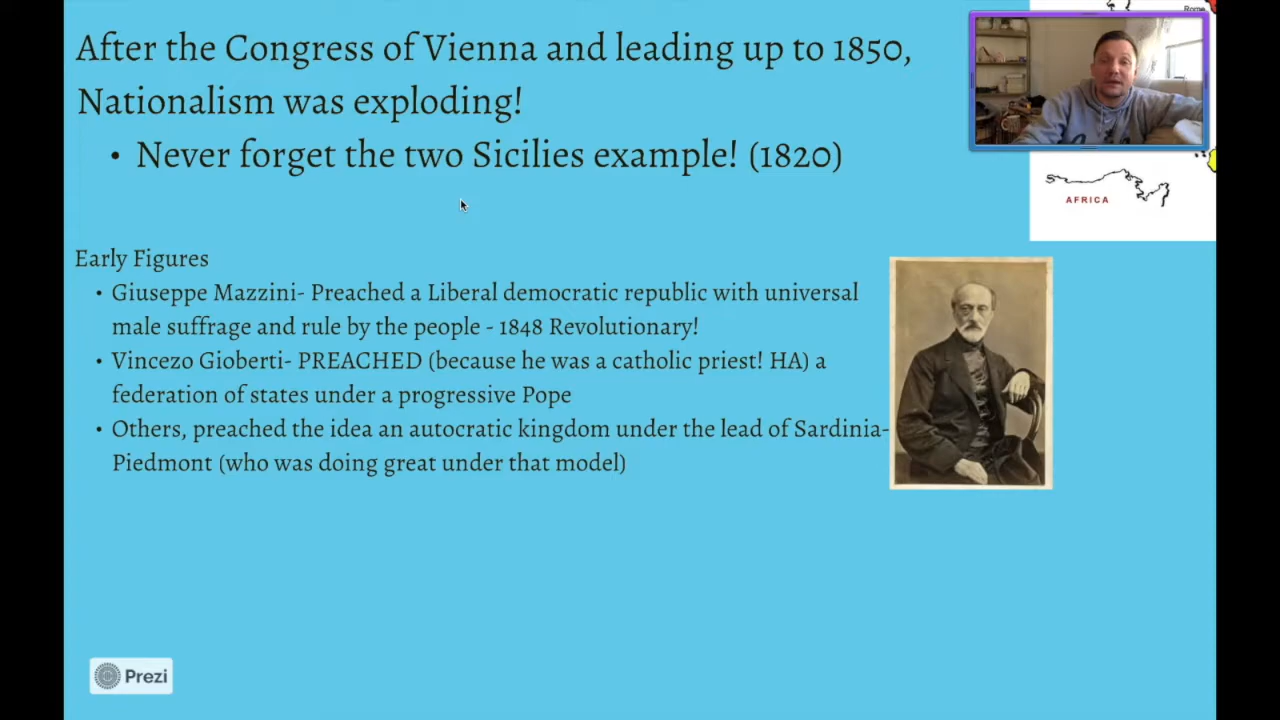 After the Congress of Vienna and leading up to 1850,
Nationalism was exploding!
• Never forget the two Sicilies example! (1820)
Rome
AFRICA
Early Figures
• Giuseppe Mazzini- Preached a Liberal democratic republic with universal
male suffrage and rule by the people - 1848 Revolutionary!
• Vincezo Gioberti- PREACHED (because he was a catholic priest! HA) a
federation of states under a progressive Pope
• Others, preached the idea an autocratic kingdom under the lead of Sardinia-
Piedmont (who was doing great under that model)
Prezi